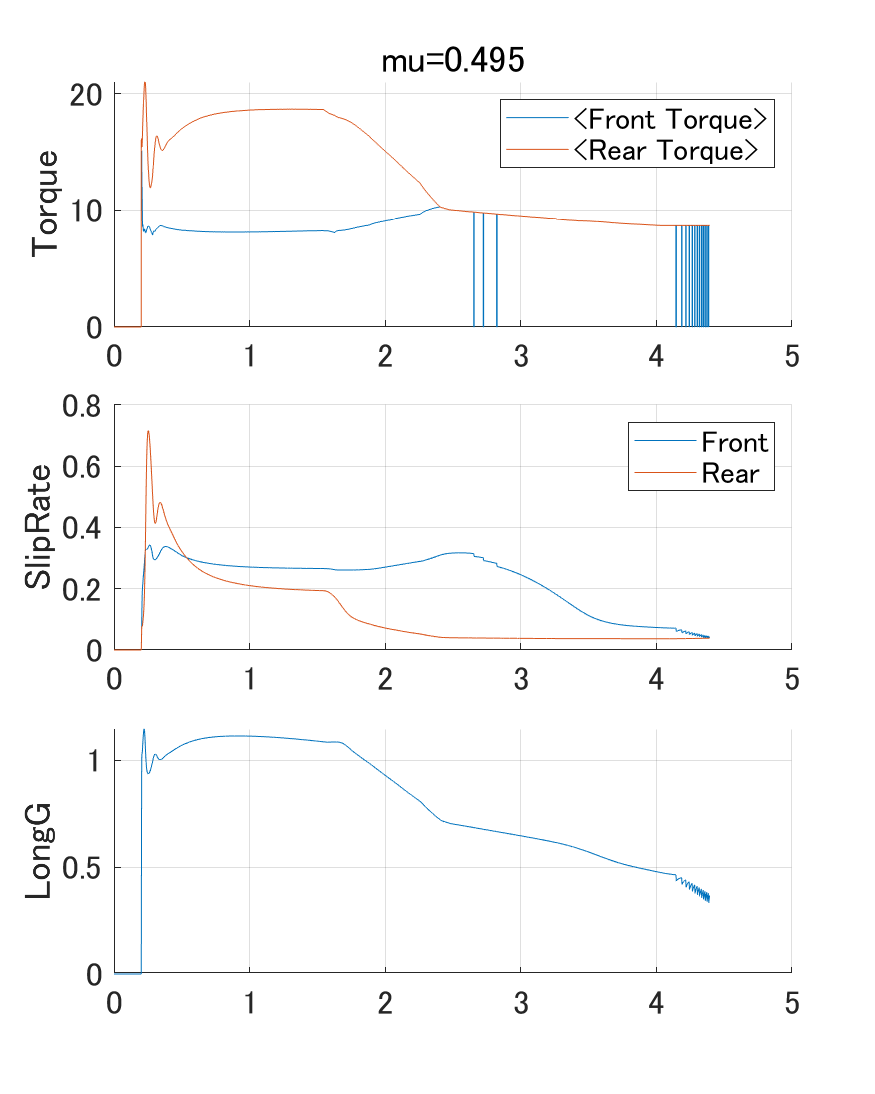 mu=0.495
Torque
20
10
0
<Front Torque>
<Rear Torque>
0 1 2 3 4 5
SlipRate
0.8
0.6
0.4
0.2
0
Front
Rear
0 1 2 3 4 5
LongG
1
0.5
0
0 1 2 3 4 5